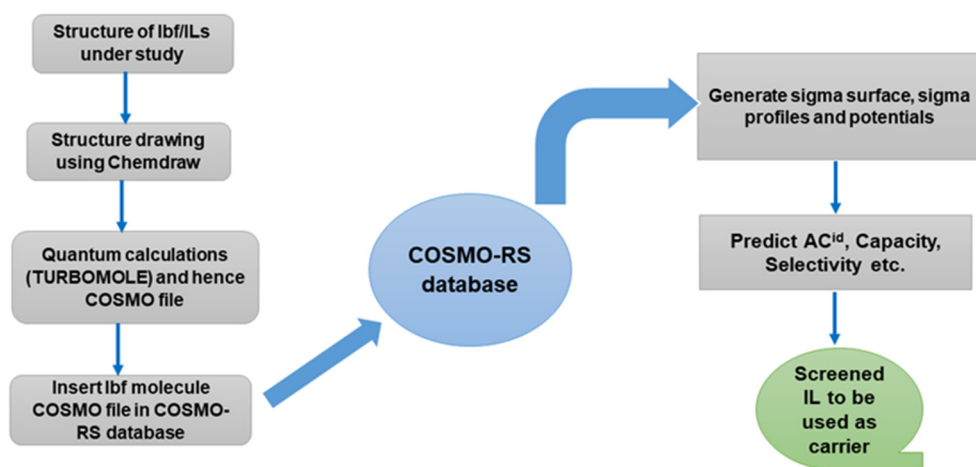 Structure of Ibf/ILs
under study
Structure drawing
using Chemdraw
Quantum calculations
(TURBOMOLE) and hence
COSMO file
Insert Ibf molecule
COSMO file in COSMO-
RS database
COSMO-RS
database
Generate sigma surface, sigma
profiles and potentials
Predict ACⁱᵈ, Capacity,
Selectivity etc.
Screened
IL to be
used as
carrier